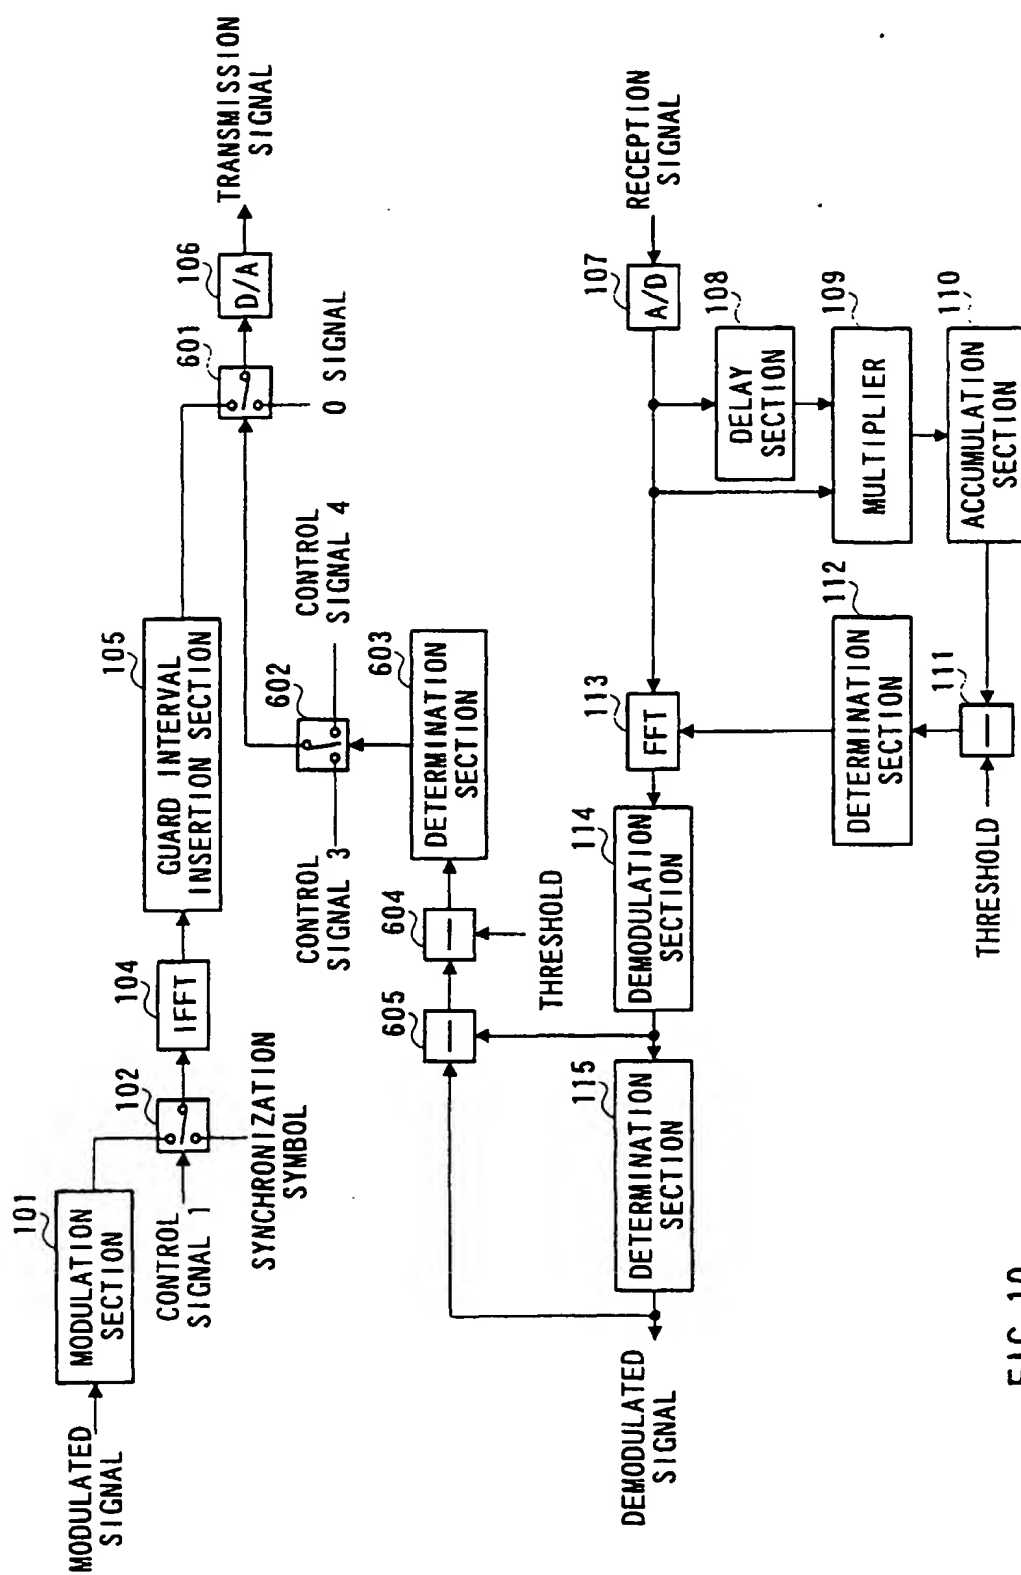 MODULATED
SIGNAL
101
MODULATION
SECTION
CONTROL
SIGNAL 1
102
SYNCHRONIZATION
SYMBOL
104
IFFT
105
GUARD INTERVAL
INSERTION SECTION
601
0 SIGNAL
106
D/A
TRANSMISSION
SIGNAL
602
CONTROL
SIGNAL 3
CONTROL
SIGNAL 4
605
604
THRESHOLD
603
DETERMINATION
SECTION
DEMODULATED
SIGNAL
115
DETERMINATION
SECTION
114
DEMODULATION
SECTION
113
FFT
107
A/D
RECEPTION
SIGNAL
108
DELAY
SECTION
109
MULTIPLIER
110
ACCUMULATION
SECTION
112
DETERMINATION
SECTION
111
THRESHOLD